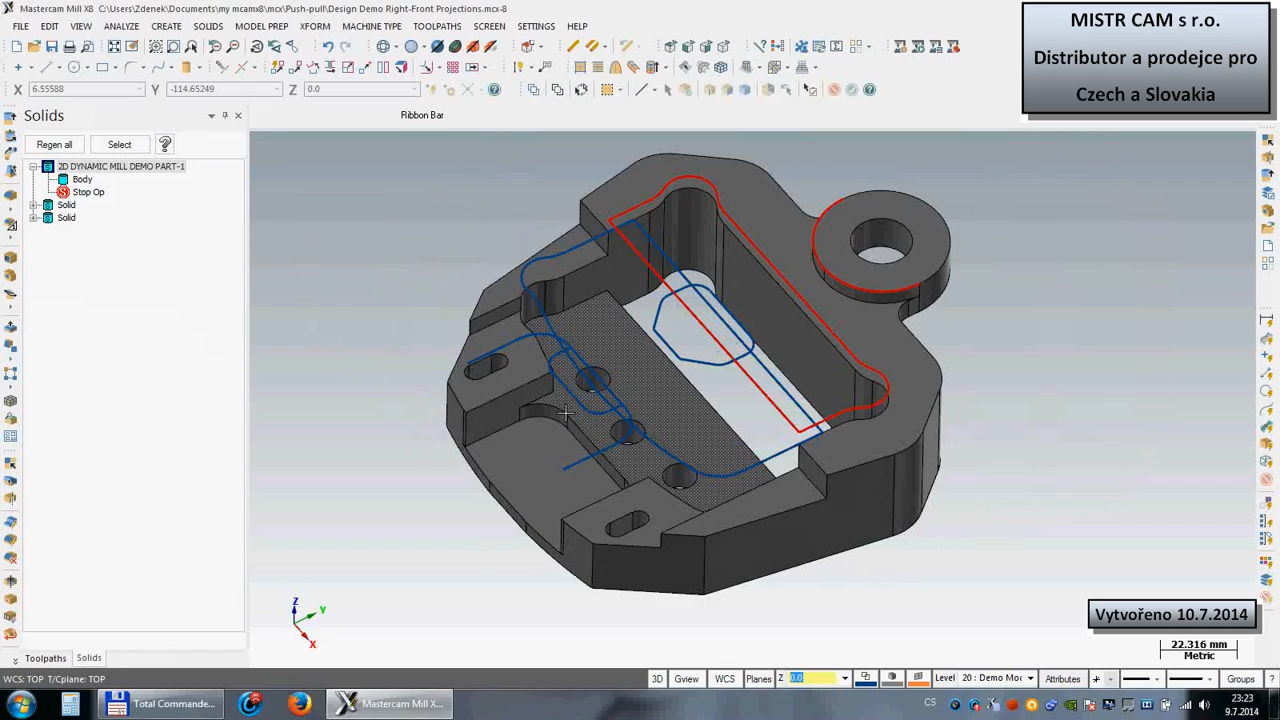 Mastercam Mill X8 - C:\Users\Zdenek\Documents\my mcamx8\mcx\Push-pull\Design Demo Right-Front Projections.mcx-8
FILE EDIT VIEW ANALYZE CREATE SOLIDS MODEL PREP XFORM MACHINE TYPE TOOLPATHS SCREEN SETTINGS HELP
MISTR CAM s r.o.
Distributor a prodejce pro
Czech a Slovakia
X 6.55588 Y -114.65249 Z 0.0
Solids
Ribbon Bar
Regen all Select
2D DYNAMIC MILL DEMO PART-1
Body
Stop Op
Solid
Solid
Z
Y
X
Vytvořeno 10.7.2014
22.316 mm
Metric
Toolpaths Solids
WCS: TOP T/Cplane: TOP
3D Gview WCS Planes Z 0.0 Level 20 : Demo Moc Attributes Groups ?
Total Commande... Mastercam Mill X...
CS
23:23
9.7.2014